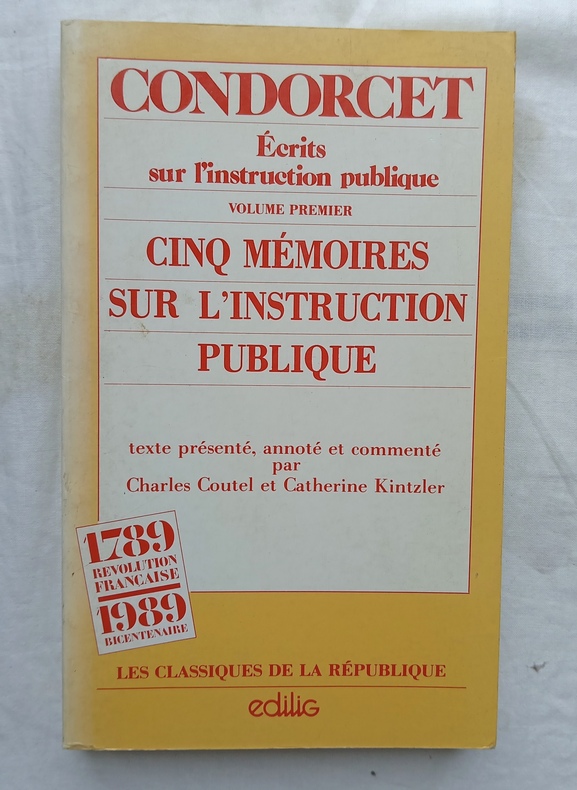 CONDORCET
Écrits
sur l'instruction publique
VOLUME PREMIER
CINQ MÉMOIRES
SUR L'INSTRUCTION
PUBLIQUE
texte présenté, annoté et commenté
par
Charles Coutel et Catherine Kintzler
1789
REVOLUTION
FRANCAISE
1989
BICENTENAIRE
LES CLASSIQUES DE LA RÉPUBLIQUE
edilig